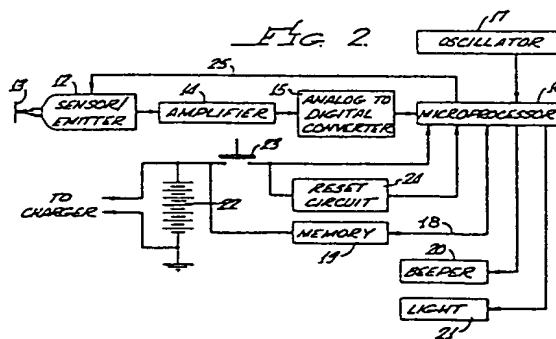 FIG. 2.
17
OSCILLATOR
25
13
12
SENSOR/
EMITTER
14
AMPLIFIER
15
ANALOG TO
DIGITAL
CONVERTER
MICROPROCESSOR
23
TO
CHARGER
22
RESET
CIRCUIT
24
MEMORY
19
18
20
BEEPER
LIGHT
21